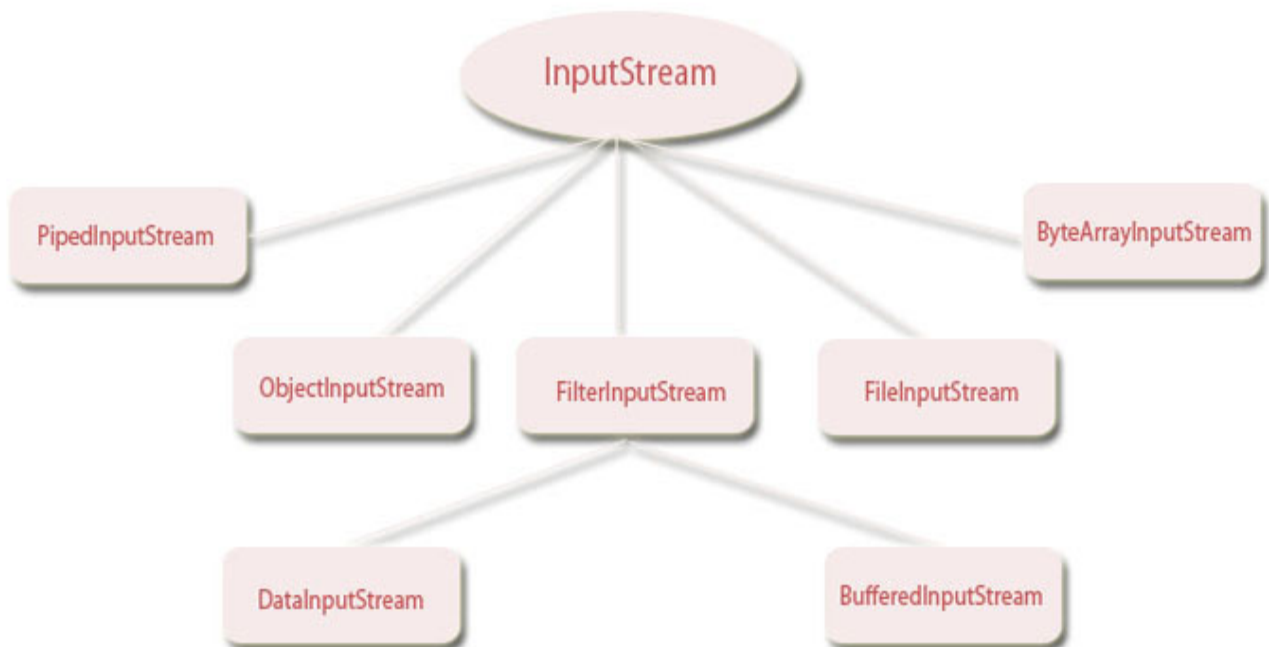 InputStream
PipedInputStream
ByteArrayInputStream
ObjectInputStream
FilterInputStream
FileInputStream
DataInputStream
BufferedInputStream